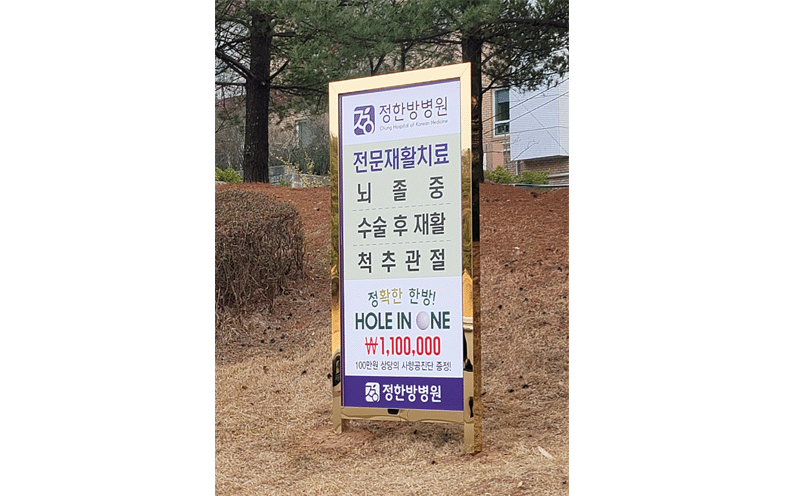 정한방병원
Chung Hospital of Korean Medicine
전문재활치료
뇌졸중
수술 후 재활
척추관절
정확한 한방!
HOLE IN ONE
₩1,100,000
100만원 상당의 사향공진단 증정!
정한방병원